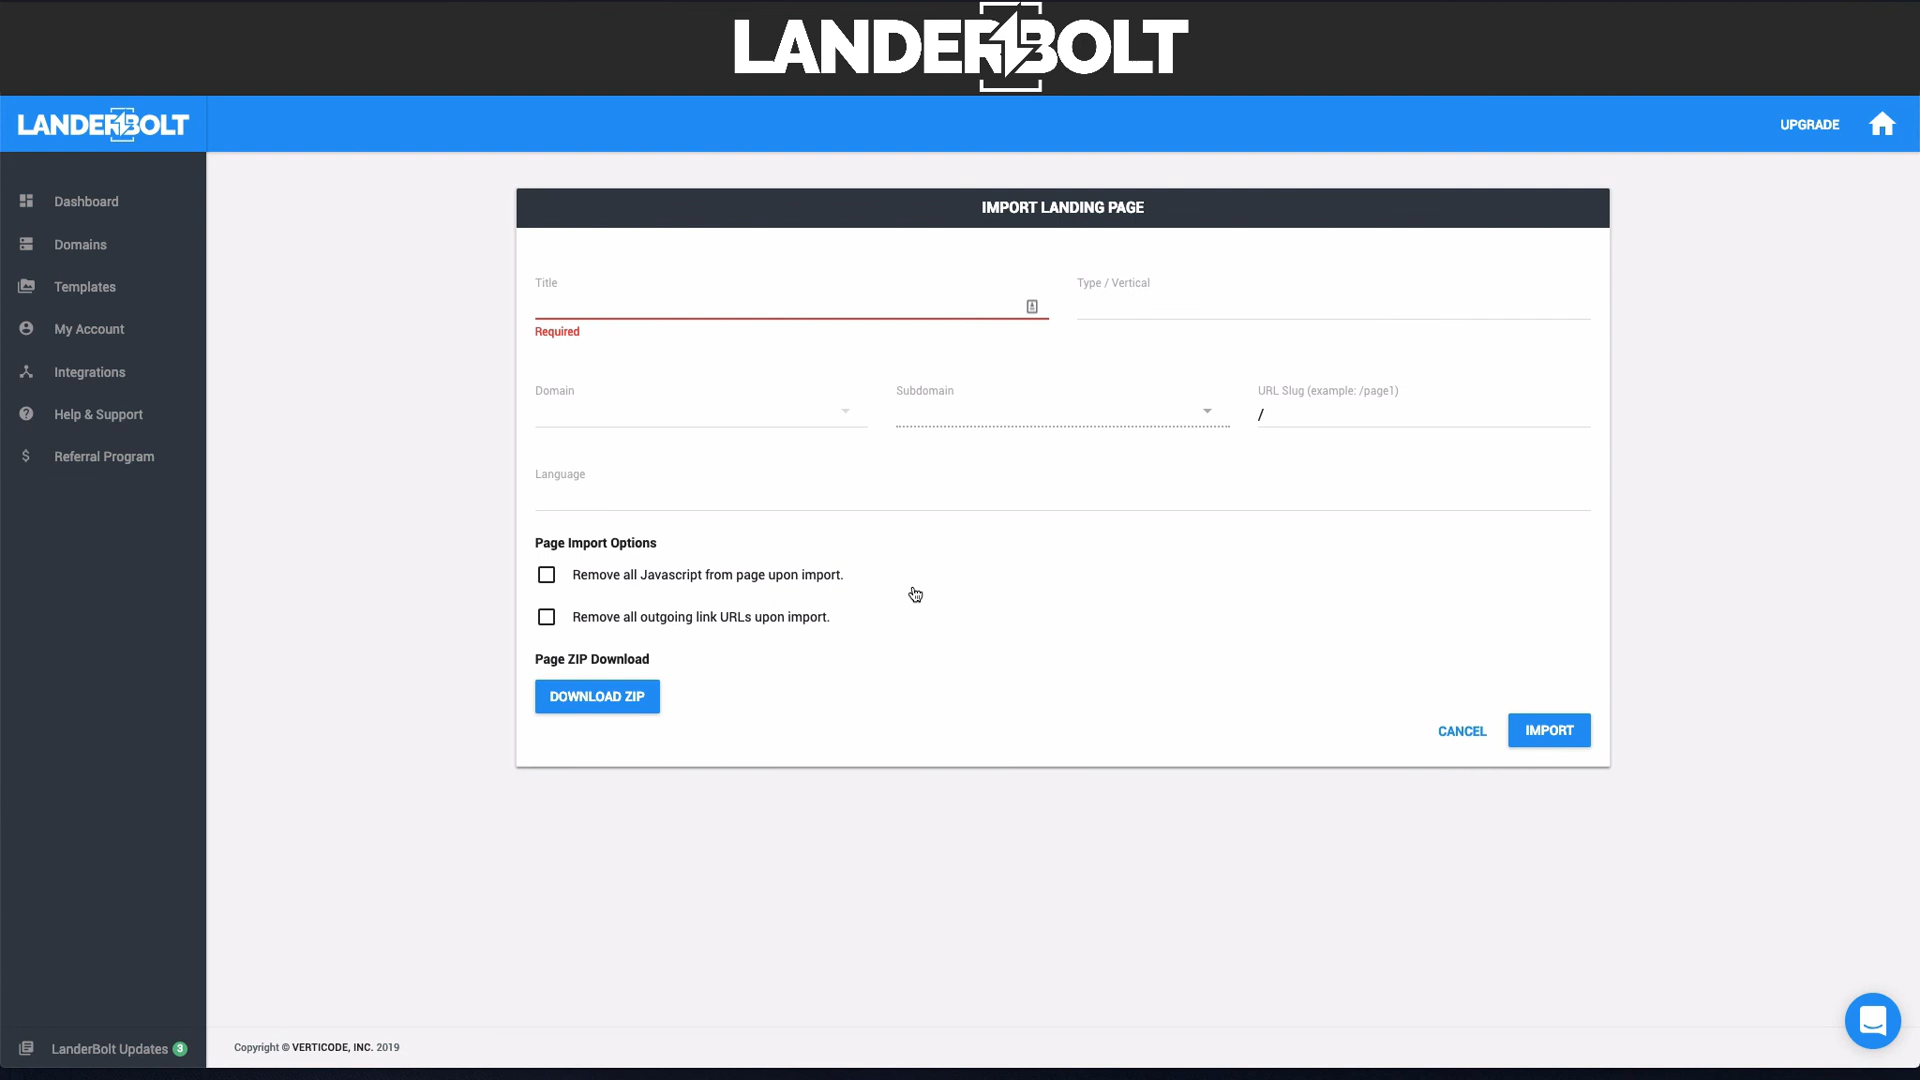 LANDERBOLT
LANDERBOLT
UPGRADE
Dashboard
Domains
Templates
My Account
Integrations
Help & Support
Referral Program
IMPORT LANDING PAGE
Title
Type / Vertical
Required
Domain
Subdomain
URL Slug (example: /page1)
/
Language
Page Import Options
Remove all Javascript from page upon import.
Remove all outgoing link URLs upon import.
Page ZIP Download
DOWNLOAD ZIP
CANCEL
IMPORT
LanderBolt Updates 3
Copyright © VERTICODE, INC. 2019